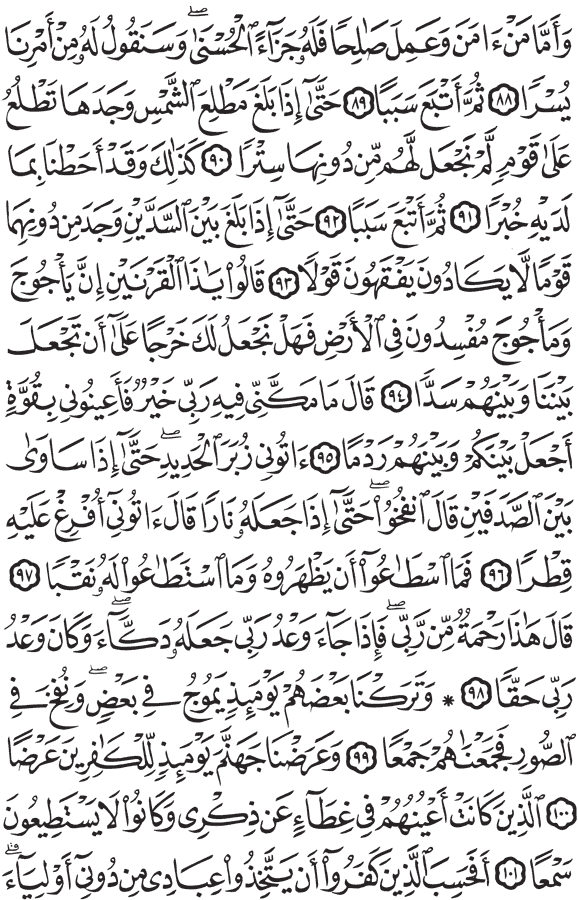 وَأَمَّا مَنْ ءَامَنَ وَعَمِلَ صَٰلِحًا فَلَهُۥ جَزَآءً ٱلْحُسْنَىٰۖ وَسَنَقُولُ لَهُۥ مِنْ أَمْرِنَا
يُسْرًا ٨٨ ثُمَّ أَتْبَعَ سَبَبًا ٨٩ حَتَّىٰٓ إِذَا بَلَغَ مَطْلِعَ ٱلشَّمْسِ وَجَدَهَا تَطْلُعُ
عَلَىٰ قَوْمٍ لَّمْ نَجْعَل لَّهُم مِّن دُونِهَا سِتْرًا ٩٠ كَذَٰلِكَ وَقَدْ أَحَطْنَا بِمَا
لَدَيْهِ خُبْرًا ٩١ ثُمَّ أَتْبَعَ سَبَبًا ٩٢ حَتَّىٰٓ إِذَا بَلَغَ بَيْنَ ٱلسَّدَّيْنِ وَجَدَ مِن دُونِهِمَا
قَوْمًا لَّا يَكَادُونَ يَفْقَهُونَ قَوْلًا ٩٣ قَالُوا۟ يَٰذَا ٱلْقَرْنَيْنِ إِنَّ يَأْجُوجَ
وَمَأْجُوجَ مُفْسِدُونَ فِى ٱلْأَرْضِ فَهَلْ نَجْعَلُ لَكَ خَرْجًا عَلَىٰٓ أَن تَجْعَلَ
بَيْنَنَا وَبَيْنَهُمْ سَدًّا ٩٤ قَالَ مَا مَكَّنِّى فِيهِ رَبِّى خَيْرٌ فَأَعِينُونِى بِقُوَّةٍ
أَجْعَلْ بَيْنَكُمْ وَبَيْنَهُمْ رَدْمًا ٩٥ ءَاتُونِى زُبَرَ ٱلْحَدِيدِۖ حَتَّىٰٓ إِذَا سَاوَىٰ
بَيْنَ ٱلصَّدَفَيْنِ قَالَ ٱنفُخُوا۟ۖ حَتَّىٰٓ إِذَا جَعَلَهُۥ نَارًا قَالَ ءَاتُونِىٓ أُفْرِغْ عَلَيْهِ
قِطْرًا ٩٦ فَمَا ٱسْطَٰعُوٓا۟ أَن يَظْهَرُوهُ وَمَا ٱسْتَطَٰعُوا۟ لَهُۥ نَقْبًا ٩٧
قَالَ هَٰذَا رَحْمَةٌ مِّن رَّبِّىۖ فَإِذَا جَآءَ وَعْدُ رَبِّى جَعَلَهُۥ دَكَّآءَۖ وَكَانَ وَعْدُ
رَبِّى حَقًّا ٩٨ * وَتَرَكْنَا بَعْضَهُمْ يَوْمَئِذٍ يَمُوجُ فِى بَعْضٍۖ وَنُفِخَ فِى
ٱلصُّورِ فَجَمَعْنَٰهُمْ جَمْعًا ٩٩ وَعَرَضْنَا جَهَنَّمَ يَوْمَئِذٍ لِّلْكَٰفِرِينَ عَرْضًا
١٠٠ ٱلَّذِينَ كَانَتْ أَعْيُنُهُمْ فِى غِطَآءٍ عَن ذِكْرِى وَكَانُوا۟ لَا يَسْتَطِيعُونَ
سَمْعًا ١٠١ أَفَحَسِبَ ٱلَّذِينَ كَفَرُوٓا۟ أَن يَتَّخِذُوا۟ عِبَادِى مِن دُونِىٓ أَوْلِيَآءَۚ